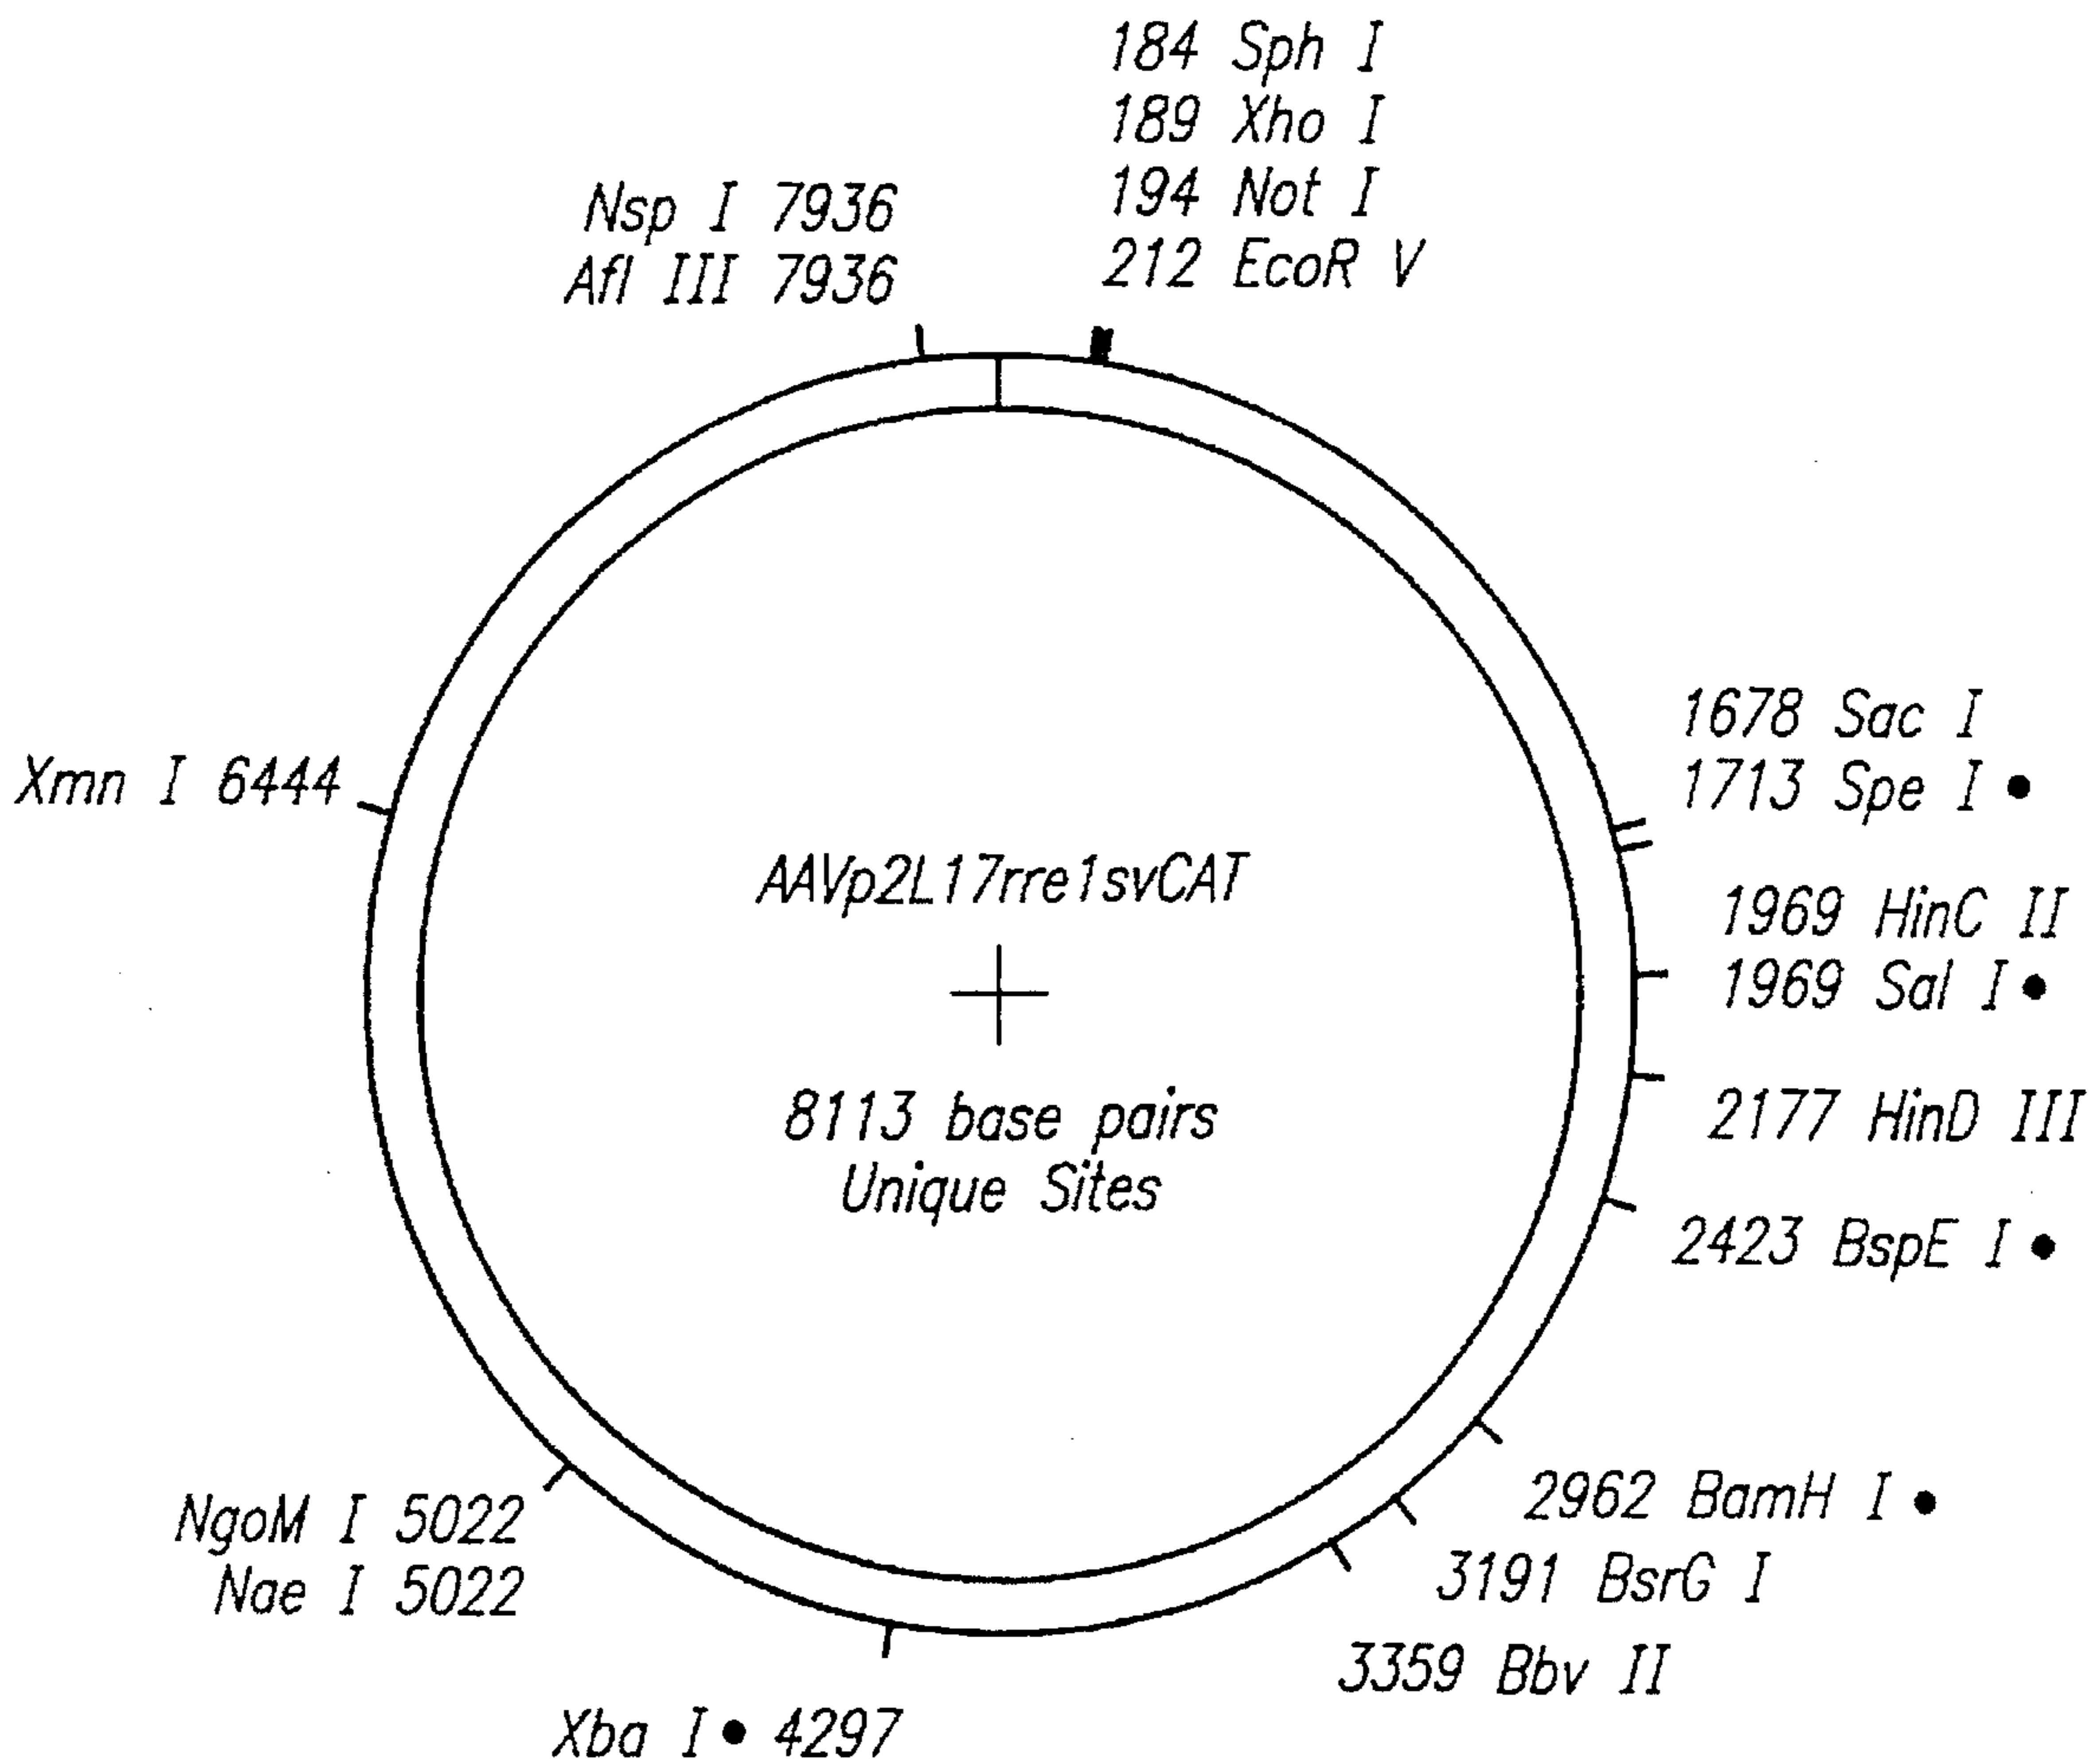 184 Sph I
189 Xho I
194 Not I
212 EcoR V
Nsp I 7936
Afl III 7936
1678 Sac I
1713 Spe I •
Xmn I 6444
AAVp2L17rre1svCAT
1969 HinC II
1969 Sal I •
8113 base pairs
Unique Sites
2177 HinD III
2423 BspE I •
2962 BamH I •
3191 BsrG I
3359 Bbv II
NgoM I 5022
Nae I 5022
Xba I • 4297